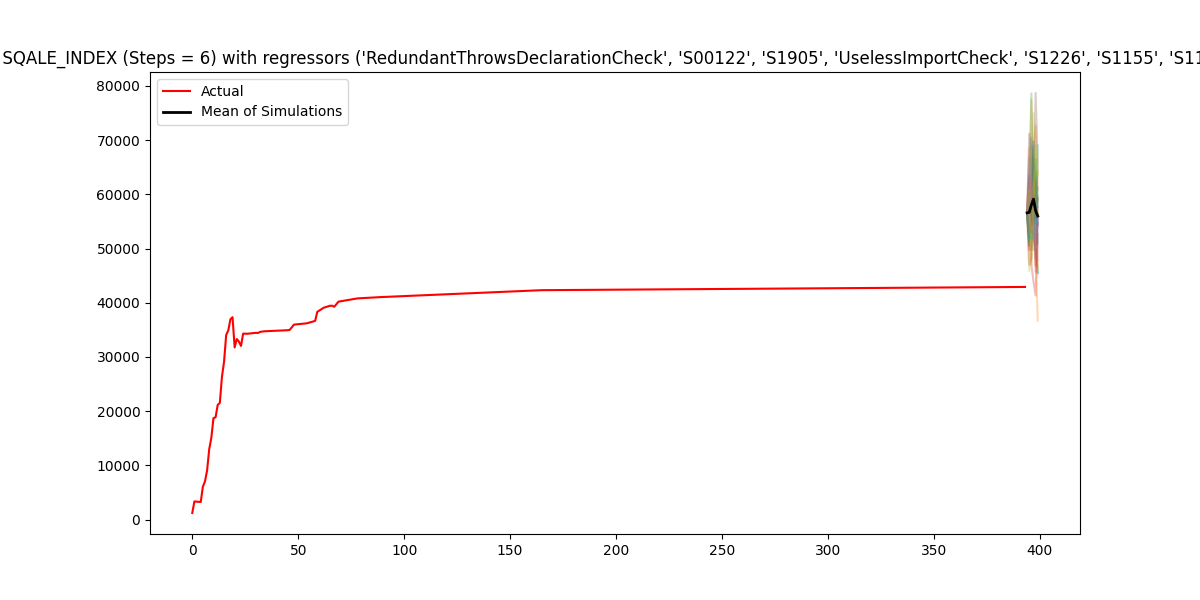 SQALE_INDEX (Steps = 6) with regressors ('RedundantThrowsDeclarationCheck', 'S00122', 'S1905', 'UselessImportCheck', 'S1226', 'S1155', 'S11
Actual
Mean of Simulations
80000
70000
60000
50000
40000
30000
20000
10000
0
0 50 100 150 200 250 300 350 400